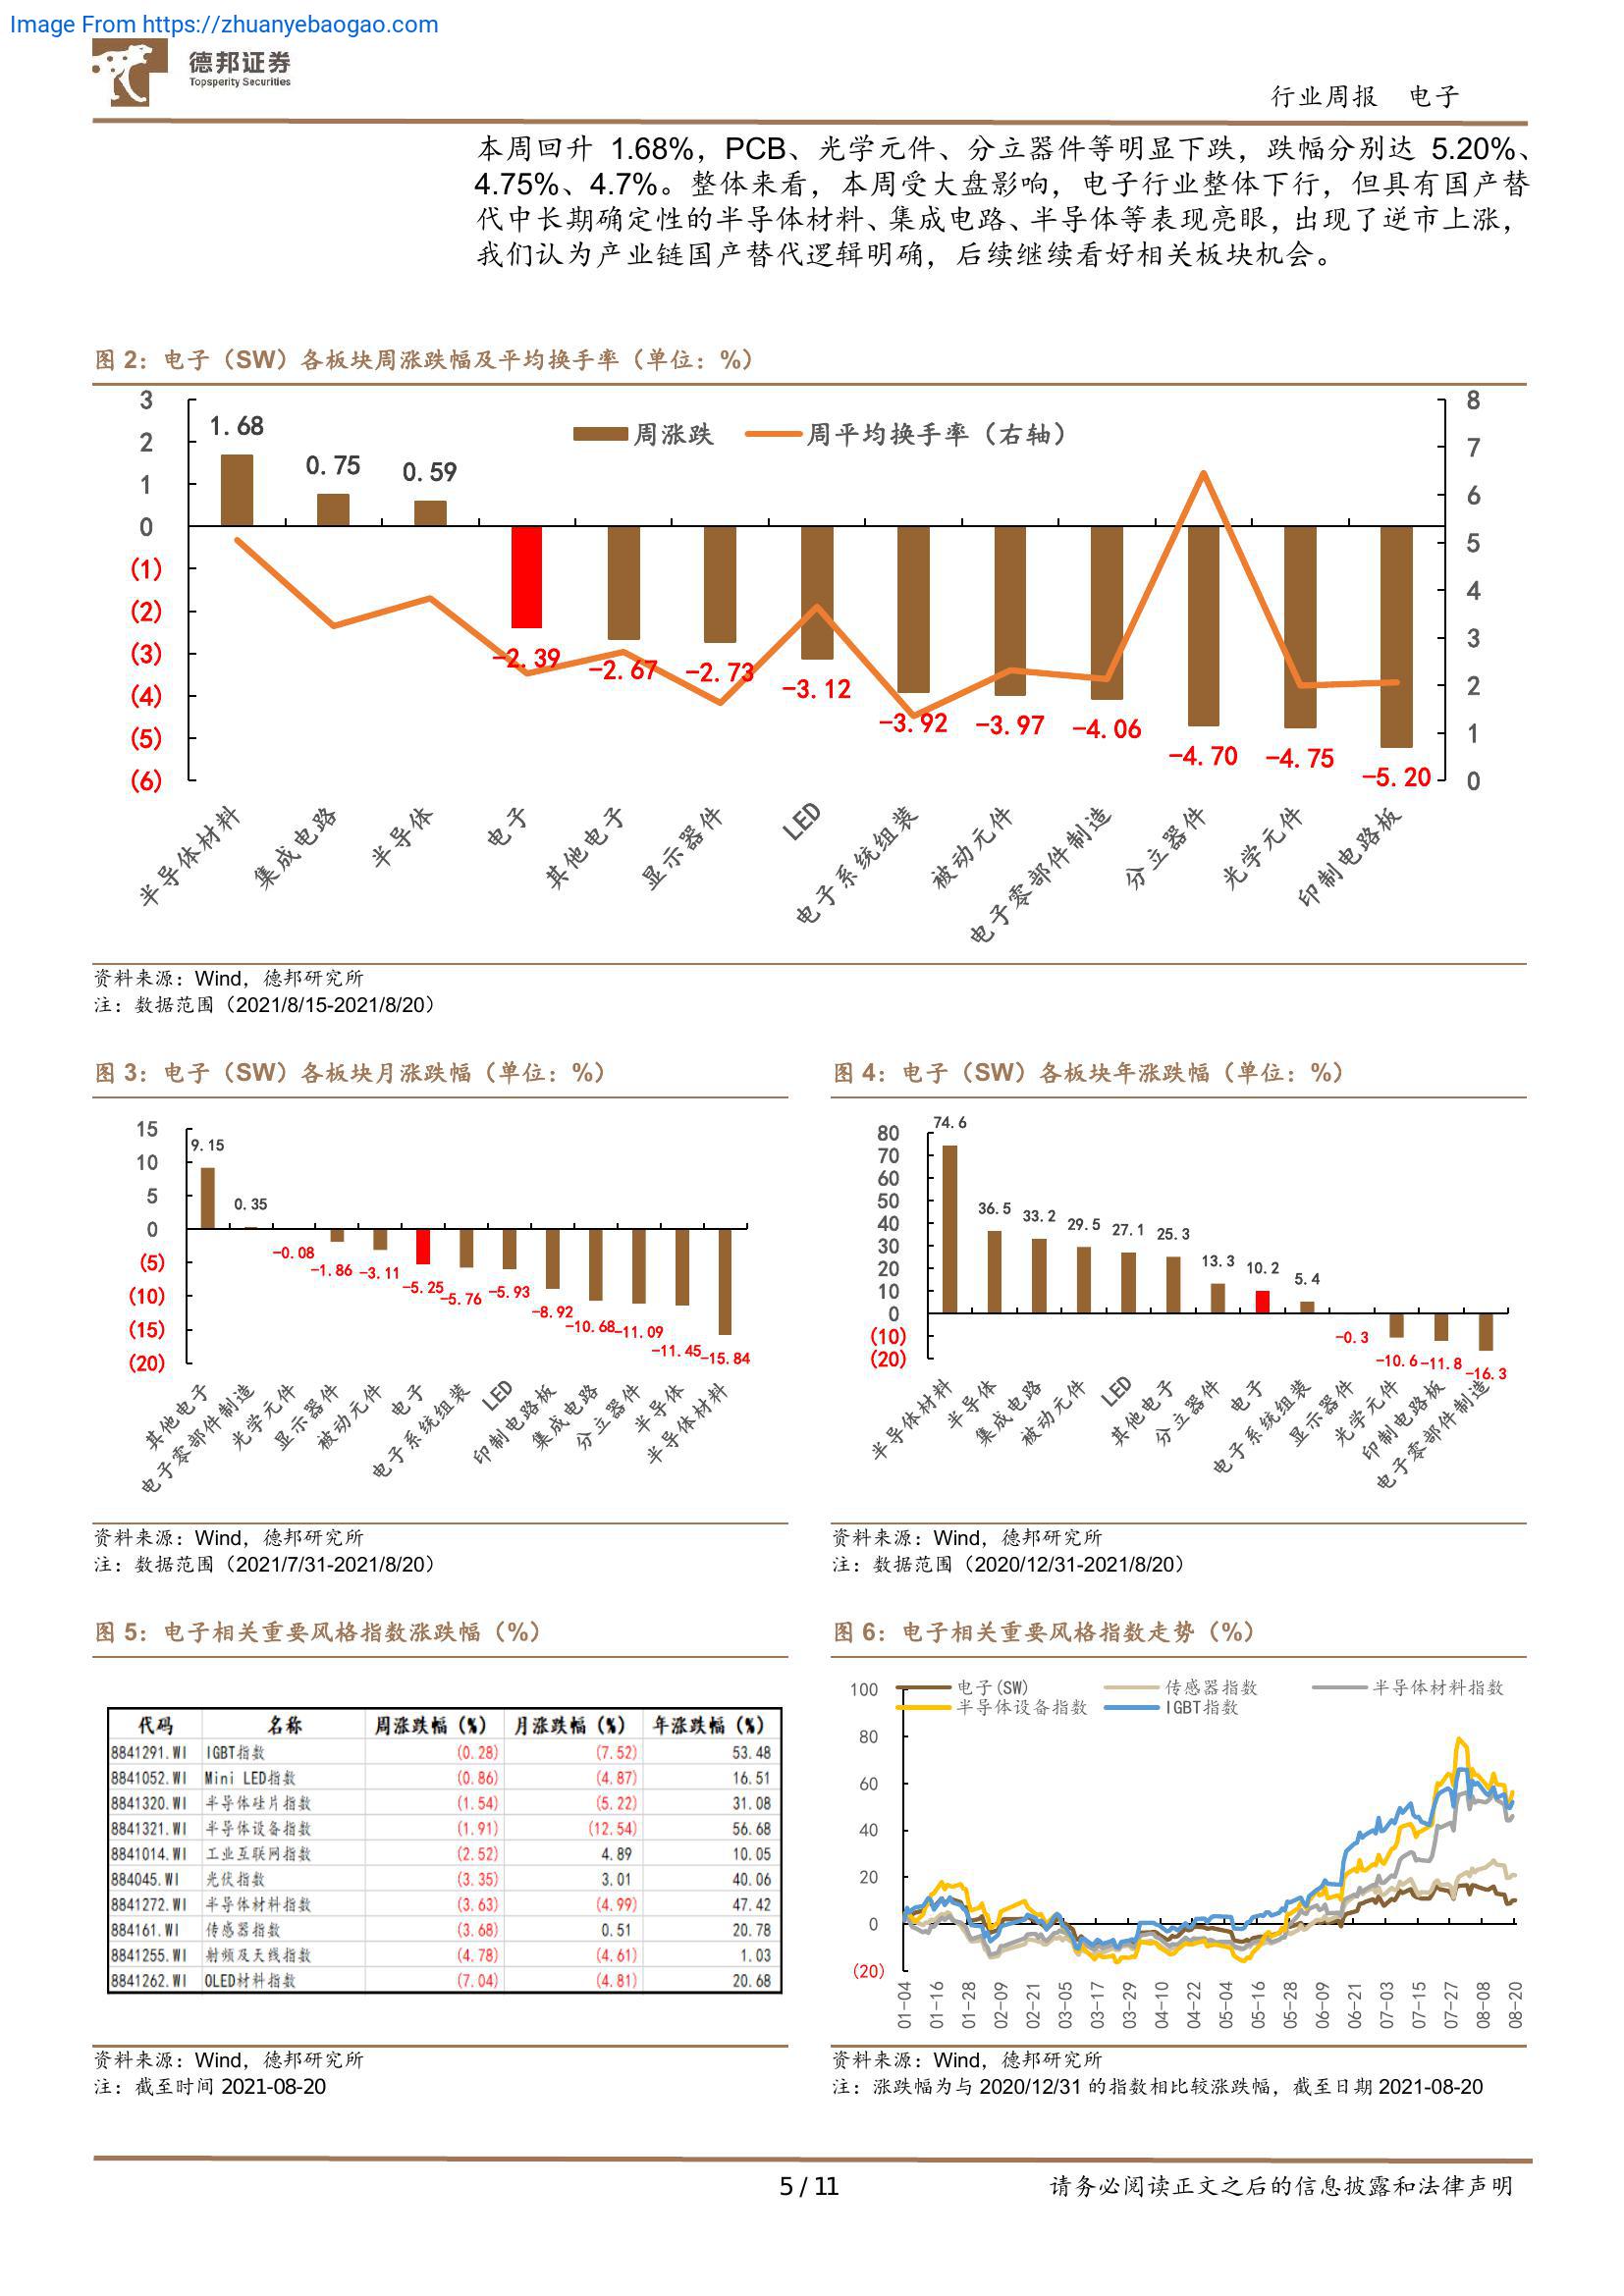 Image From https://zhuanyebaogao.com
德邦证券
Topsperity Securities
行业周报 电子
本周回升 1.68%，PCB、光学元件、分立器件等明显下跌，跌幅分别达 5.20%、
4.75%、4.7%。整体来看，本周受大盘影响，电子行业整体下行，但具有国产替
代中长期确定性的半导体材料、集成电路、半导体等表现亮眼，出现了逆市上涨，
我们认为产业链国产替代逻辑明确，后续继续看好相关板块机会。
图 2：电子（SW）各板块周涨跌幅及平均换手率（单位：%）
周涨跌 周平均换手率（右轴）
3
2
1
0
(1)
(2)
(3)
(4)
(5)
(6)
8
7
6
5
4
3
2
1
0
1.68
0.75
0.59
-2.39
-2.67
-2.73
-3.12
-3.92
-3.97
-4.06
-4.70
-4.75
-5.20
半导体材料
集成电路
半导体
电子
其他电子
显示器件
LED
电子系统组装
被动元件
电子零部件制造
分立器件
光学元件
印制电路板
资料来源：Wind，德邦研究所
注：数据范围（2021/8/15-2021/8/20）
图 3：电子（SW）各板块月涨跌幅（单位：%）
15
10
5
0
(5)
(10)
(15)
(20)
9.15
0.35
-0.08
-1.86
-3.11
-5.25
-5.76
-5.93
-8.92
-10.68
-11.09
-11.45
-15.84
其他电子
电子零部件制造
光学元件
显示器件
被动元件
电子
电子系统组装
LED
印制电路板
集成电路
分立器件
半导体
半导体材料
资料来源：Wind，德邦研究所
注：数据范围（2021/7/31-2021/8/20）
图 4：电子（SW）各板块年涨跌幅（单位：%）
80
70
60
50
40
30
20
10
0
(10)
(20)
74.6
36.5
33.2
29.5
27.1
25.3
13.3
10.2
5.4
-0.3
-10.6
-11.8
-16.3
半导体材料
半导体
集成电路
被动元件
LED
其他电子
分立器件
电子
电子系统组装
显示器件
光学元件
印制电路板
电子零部件制造
资料来源：Wind，德邦研究所
注：数据范围（2020/12/31-2021/8/20）
图 5：电子相关重要风格指数涨跌幅（%）
代码 名称 周涨跌幅（%） 月涨跌幅（%） 年涨跌幅（%）
8841291.WI IGBT指数 (0.28) (7.52) 53.48
8841052.WI Mini LED指数 (0.86) (4.87) 16.51
8841320.WI 半导体硅片指数 (1.54) (5.22) 31.08
8841321.WI 半导体设备指数 (1.91) (12.54) 56.68
8841014.WI 工业互联网指数 (2.52) 4.89 10.05
884045.WI 光伏指数 (3.35) 3.01 40.06
8841272.WI 半导体材料指数 (3.63) (4.99) 47.42
884161.WI 传感器指数 (3.68) 0.51 20.78
8841255.WI 射频及天线指数 (4.78) (4.61) 1.03
8841262.WI OLED材料指数 (7.04) (4.81) 20.68
资料来源：Wind，德邦研究所
注：截至时间 2021-08-20
图 6：电子相关重要风格指数走势（%）
电子(SW) 传感器指数 半导体材料指数
半导体设备指数 IGBT指数
100
80
60
40
20
0
(20)
01-04
01-16
01-28
02-09
02-21
03-05
03-17
03-29
04-10
04-22
05-04
05-16
05-28
06-09
06-21
07-03
07-15
07-27
08-08
08-20
资料来源：Wind，德邦研究所
注：涨跌幅为与 2020/12/31 的指数相比较涨跌幅，截至日期 2021-08-20
5 / 11
请务必阅读正文之后的信息披露和法律声明